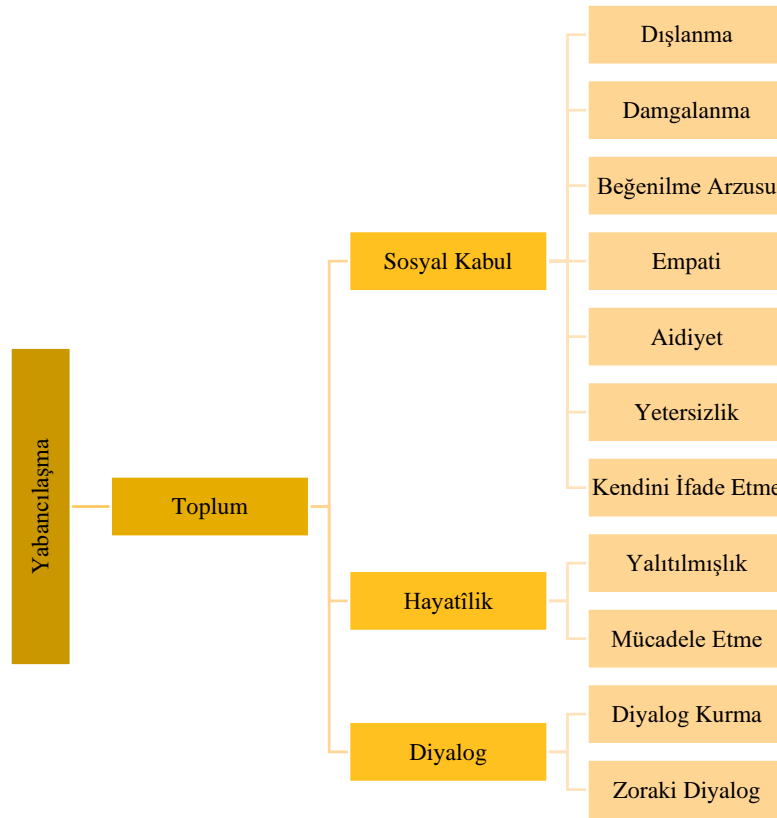 Yabancılaşma
Toplum
Sosyal Kabul
Dışlanma
Damgalanma
Beğenilme Arzusu
Empati
Aidiyet
Yetersizlik
Kendini İfade Etme
Hayatîlik
Yalıtılmışlık
Mücadele Etme
Diyalog
Diyalog Kurma
Zoraki Diyalog